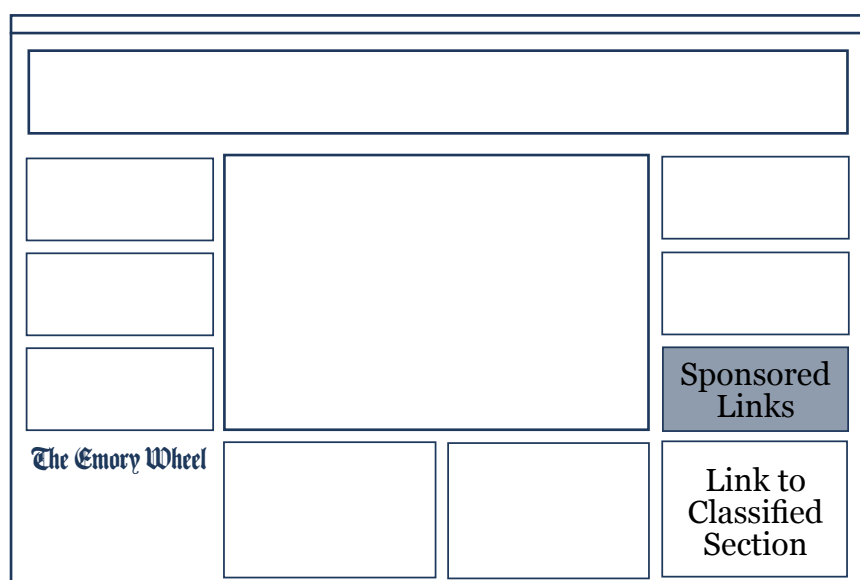 Sponsored
Links
The Emory Wheel
Link to
Classified
Section